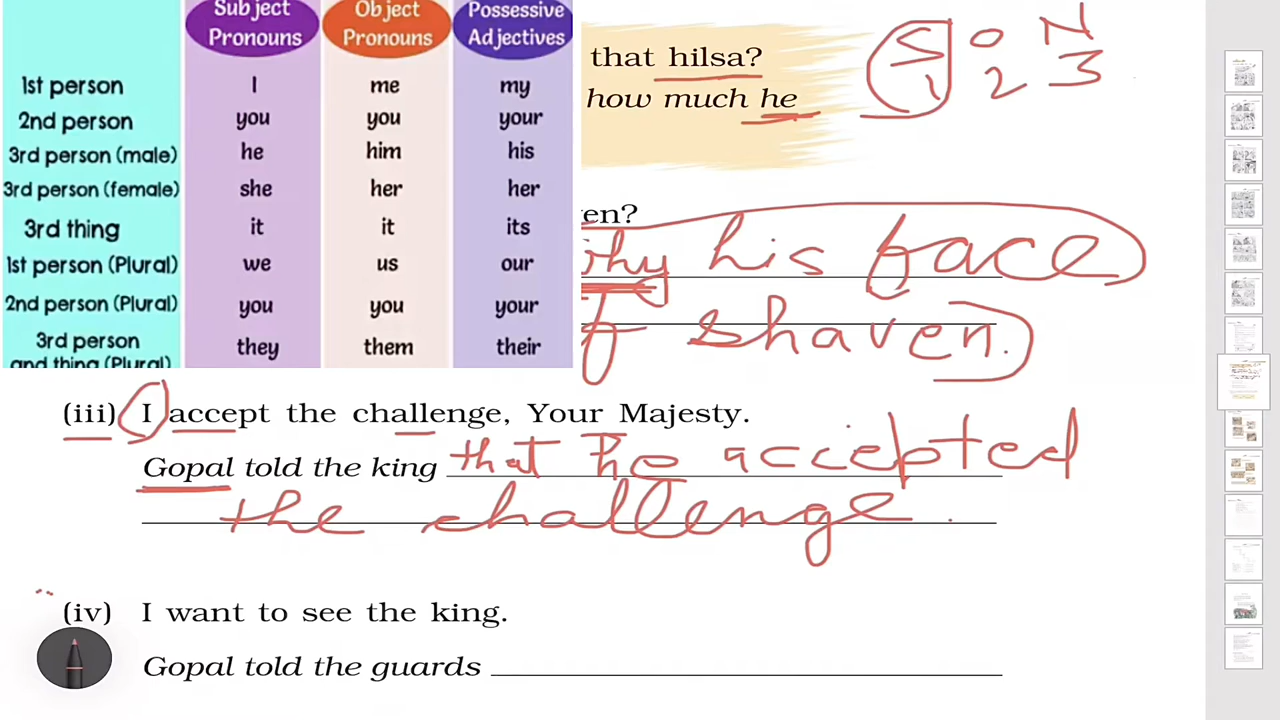 Subject Object Possessive
Pronouns Pronouns Adjectives
1st person I me my
2nd person you you your
3rd person (male) he him his
3rd person (female) she her her
3rd thing it it its
1st person (Plural) we us our
2nd person (Plural) you you your
3rd person they them their
and thing (Plural)
that hilsa?
how much he
S O N
1 2 3
en?
why his face
f shaven.
(iii) I accept the challenge, Your Majesty.
Gopal told the king that he accepted
the challenge.
(iv) I want to see the king.
Gopal told the guards